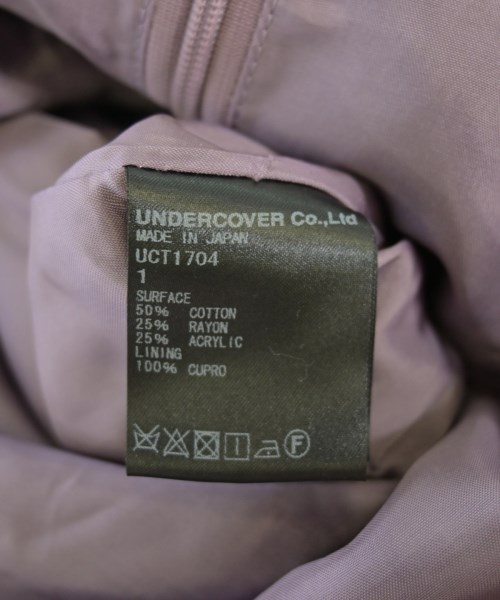 UNDERCOVER Co.,Ltd
MADE IN JAPAN
UCT1704
1
SURFACE
50% COTTON
25% RAYON
25% ACRYLIC
LINING
100% CUPRO
F